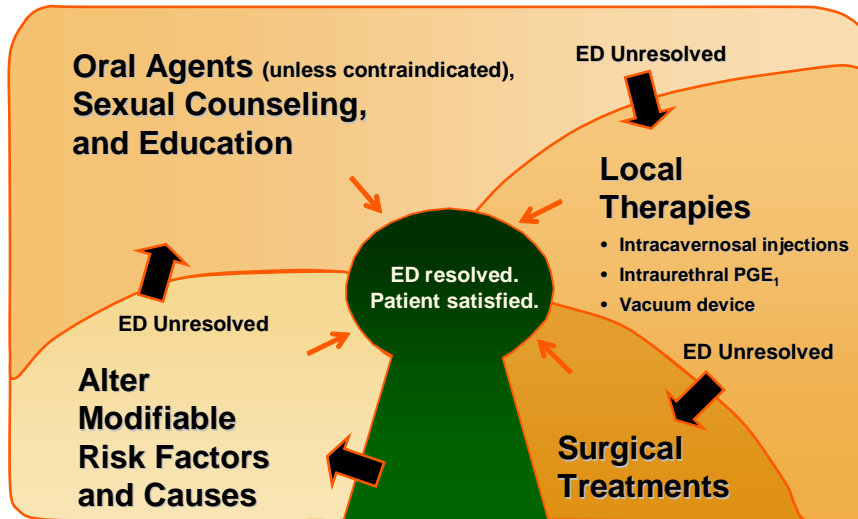 Oral Agents (unless contraindicated),
Sexual Counseling,
and Education
ED Unresolved
Local
Therapies
• Intracavernosal injections
• Intraurethral PGE₁
• Vacuum device
ED resolved.
Patient satisfied.
ED Unresolved
ED Unresolved
Alter
Modifiable
Risk Factors
and Causes
Surgical
Treatments